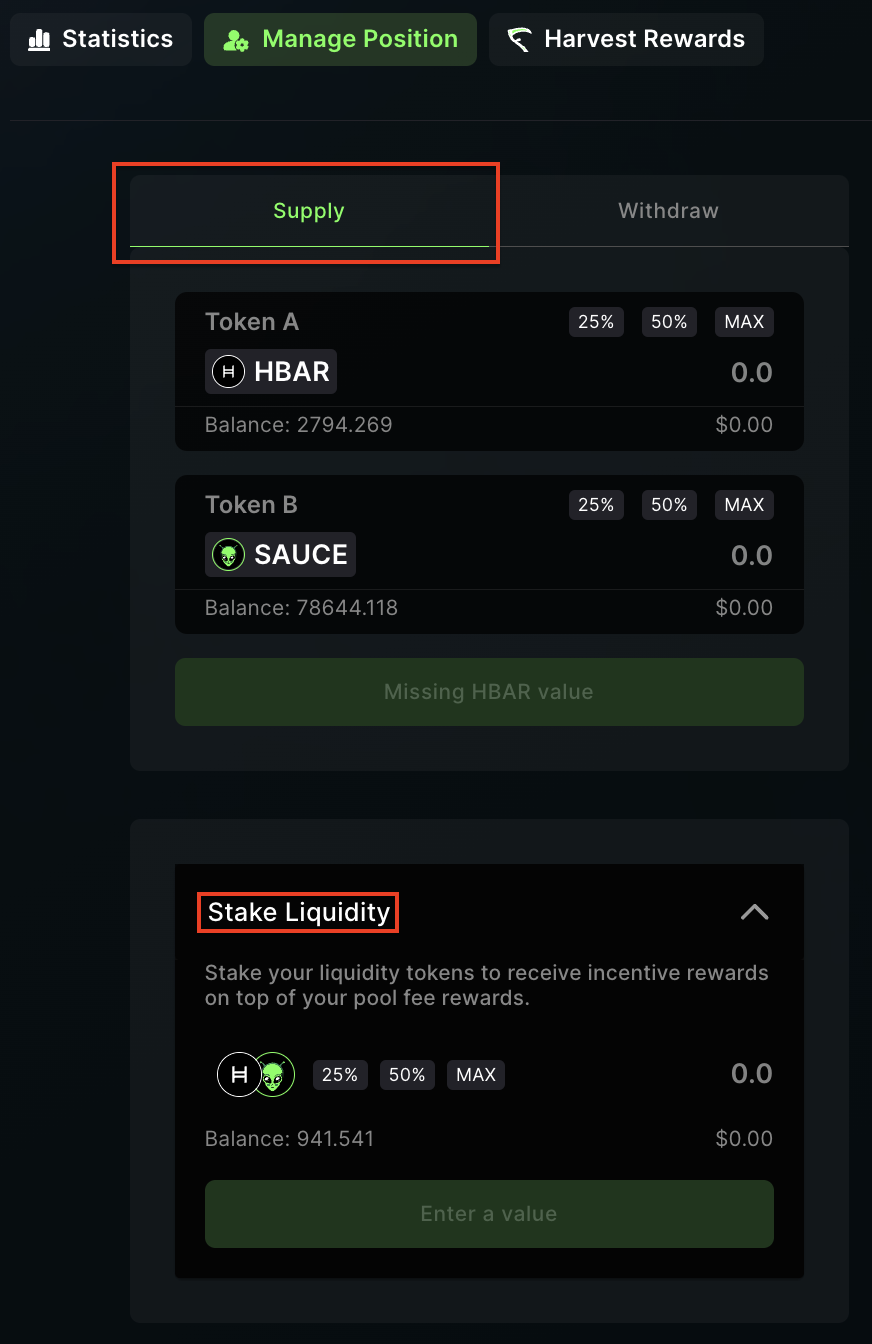 Statistics Manage Position Harvest Rewards
Supply Withdraw
Token A 25% 50% MAX
HBAR 0.0
Balance: 2794.269 $0.00
Token B 25% 50% MAX
SAUCE 0.0
Balance: 78644.118 $0.00
Missing HBAR value
Stake Liquidity
Stake your liquidity tokens to receive incentive rewards
on top of your pool fee rewards.
25% 50% MAX 0.0
Balance: 941.541 $0.00
Enter a value